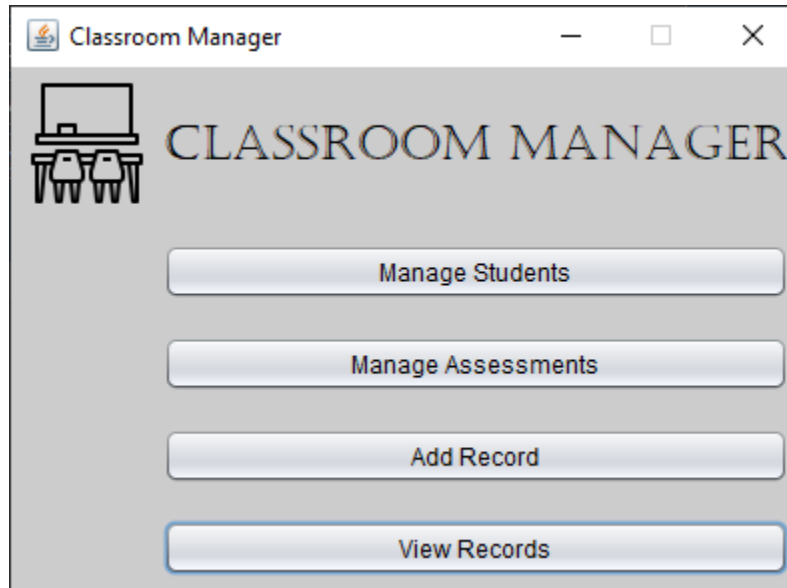 Classroom Manager
CLASSROOM MANAGER
Manage Students
Manage Assessments
Add Record
View Records